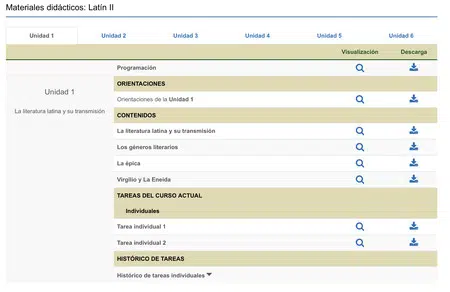 Materiales didácticos: Latín II
Unidad 1 Unidad 2 Unidad 3 Unidad 4 Unidad 5 Unidad 6
Visualización Descarga
Programación
Unidad 1
La literatura latina y su transmisión
ORIENTACIONES
Orientaciones de la Unidad 1
CONTENIDOS
La literatura latina y su transmisión
Los géneros literarios
La épica
Virgilio y La Eneida
TAREAS DEL CURSO ACTUAL
Individuales
Tarea individual 1
Tarea individual 2
HISTÓRICO DE TAREAS
Histórico de tareas individuales